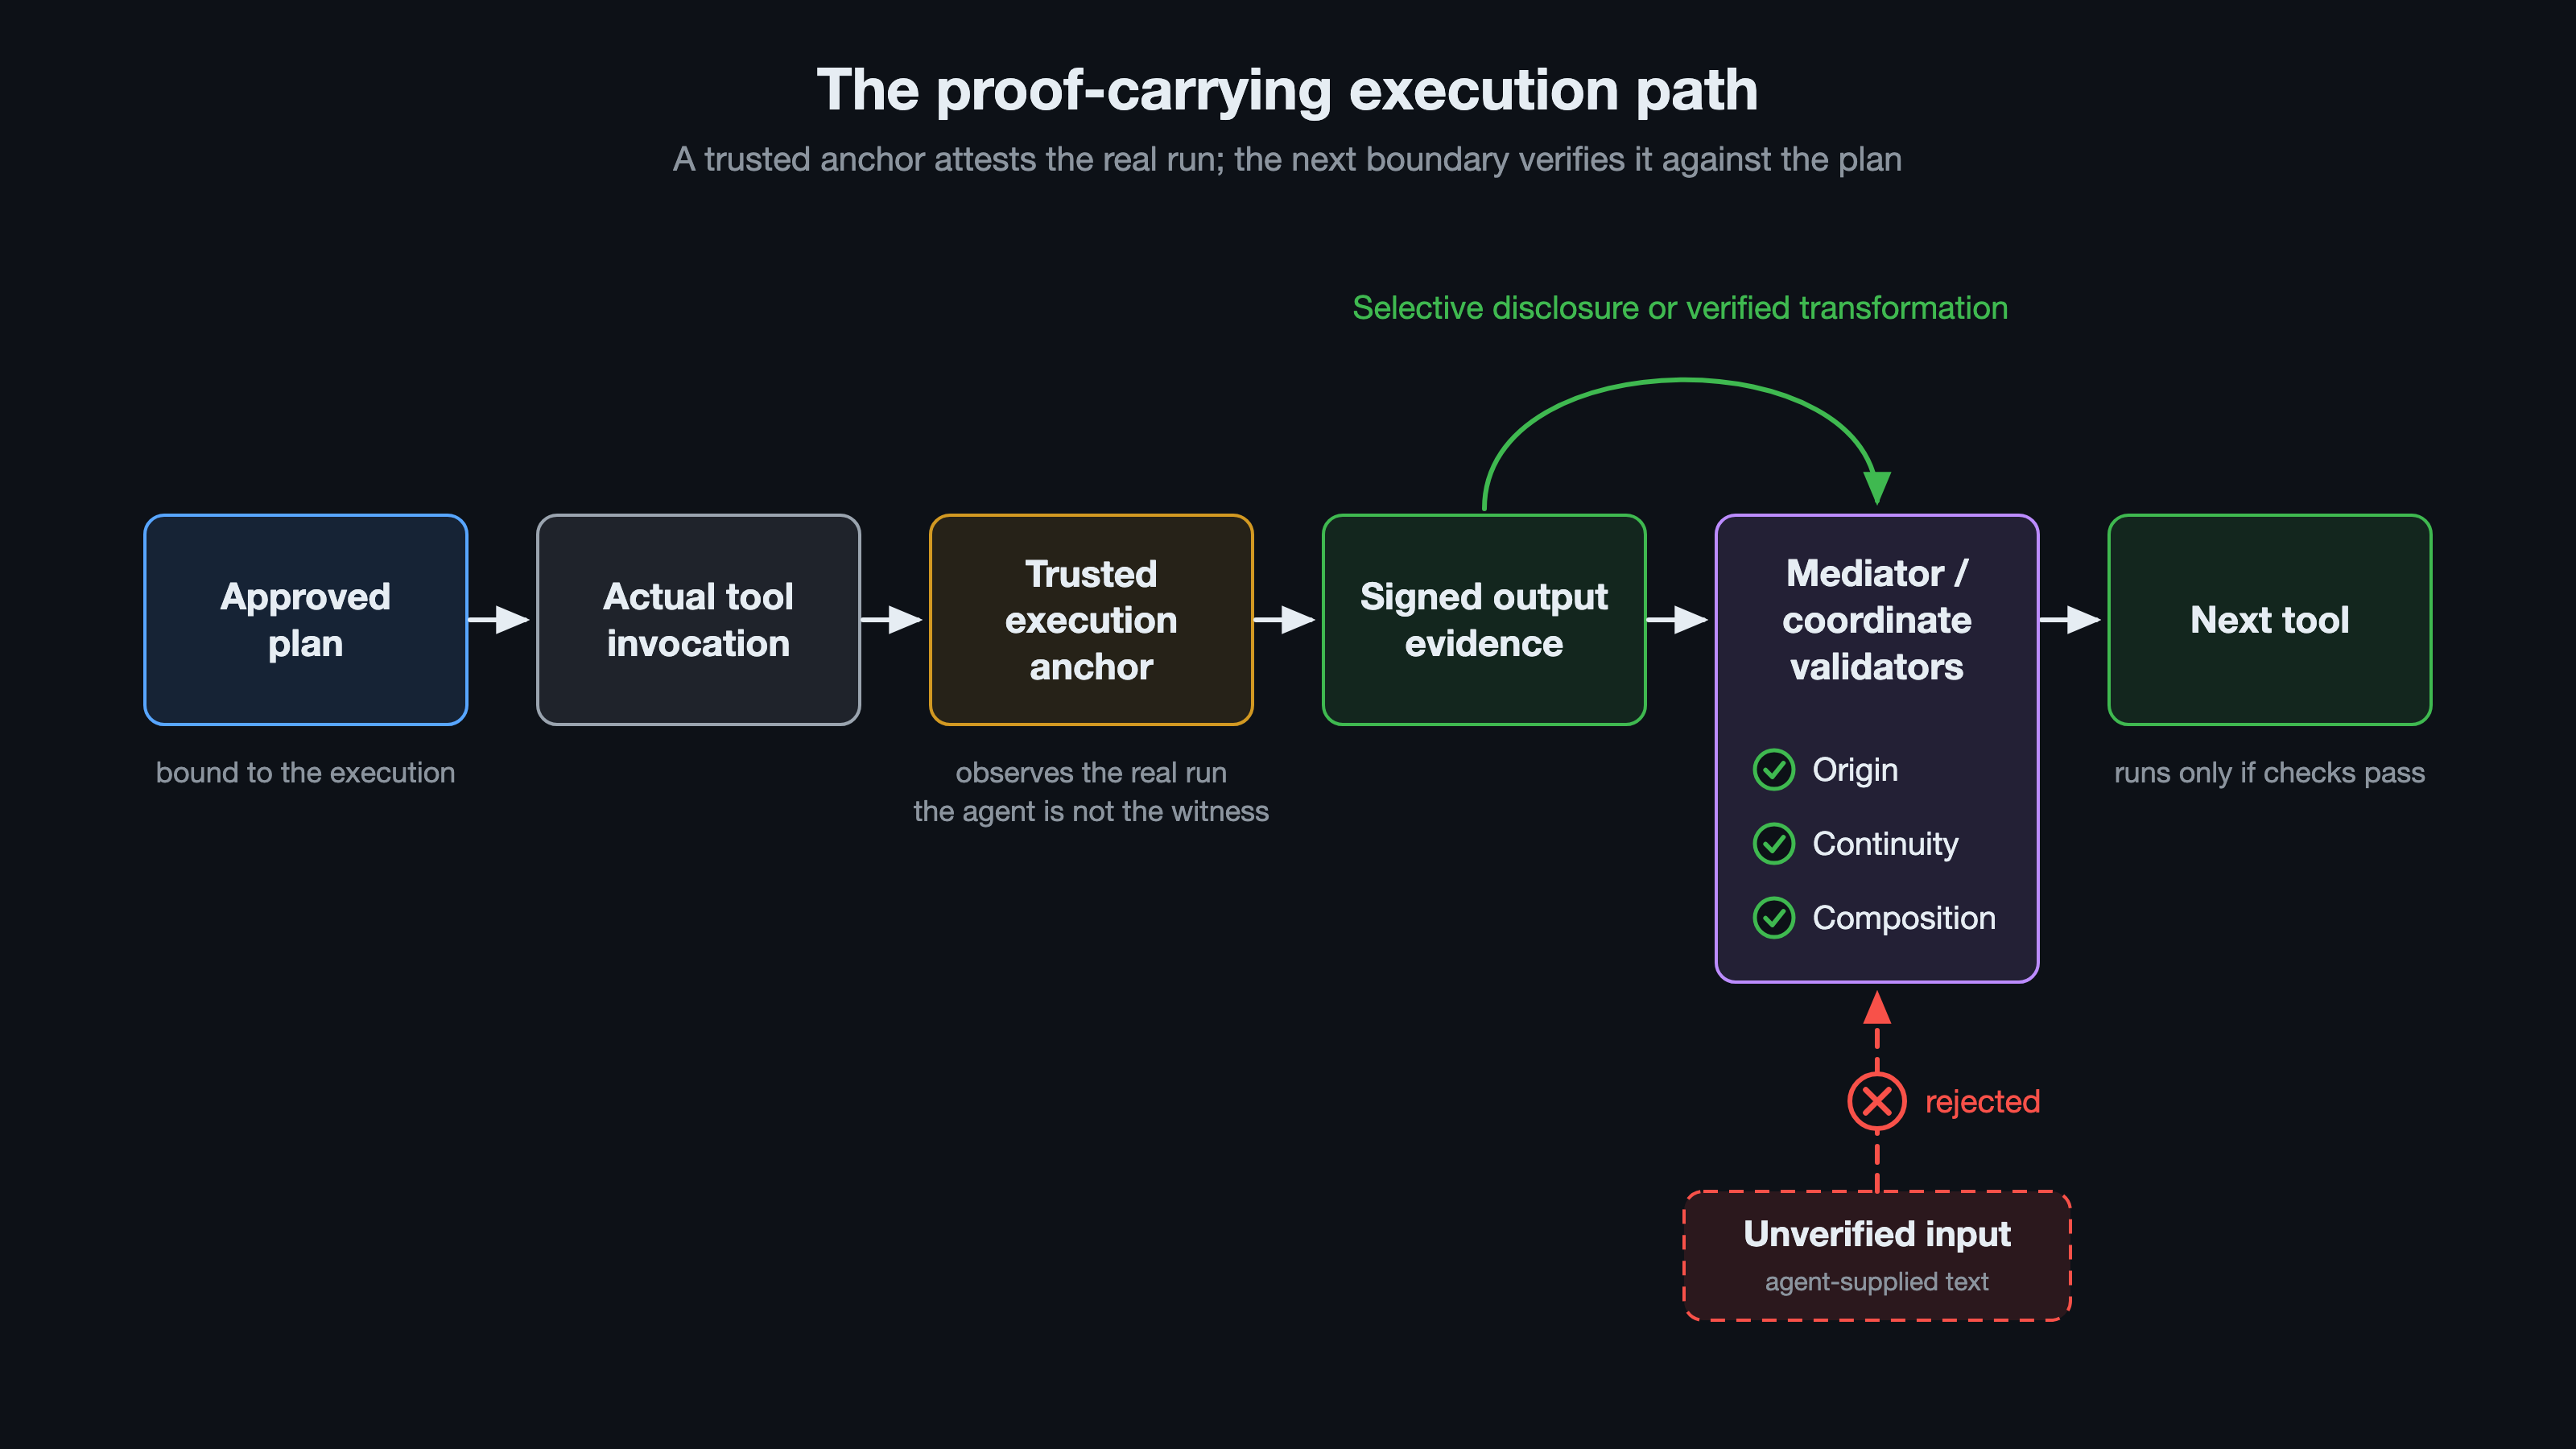 The proof-carrying execution path
A trusted anchor attests the real run; the next boundary verifies it against the plan
Selective disclosure or verified transformation
Approved
plan
bound to the execution
Actual tool
invocation
Trusted
execution
anchor
observes the real run
the agent is not the witness
Signed output
evidence
Mediator /
coordinate
validators
Origin
Continuity
Composition
Next tool
runs only if checks pass
rejected
Unverified input
agent-supplied text